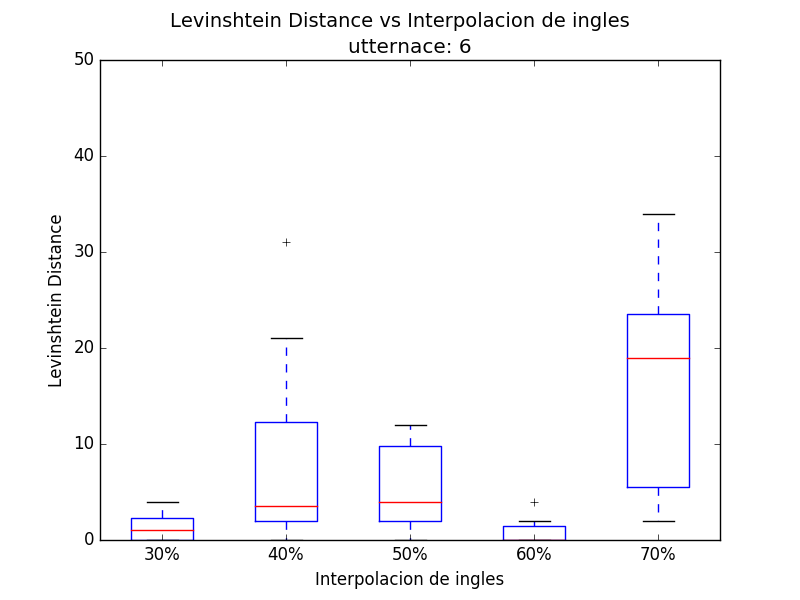 Levinshtein Distance vs Interpolacion de ingles
utternace: 6
50
40
30
20
10
0
Levinshtein Distance
30% 40% 50% 60% 70%
Interpolacion de ingles